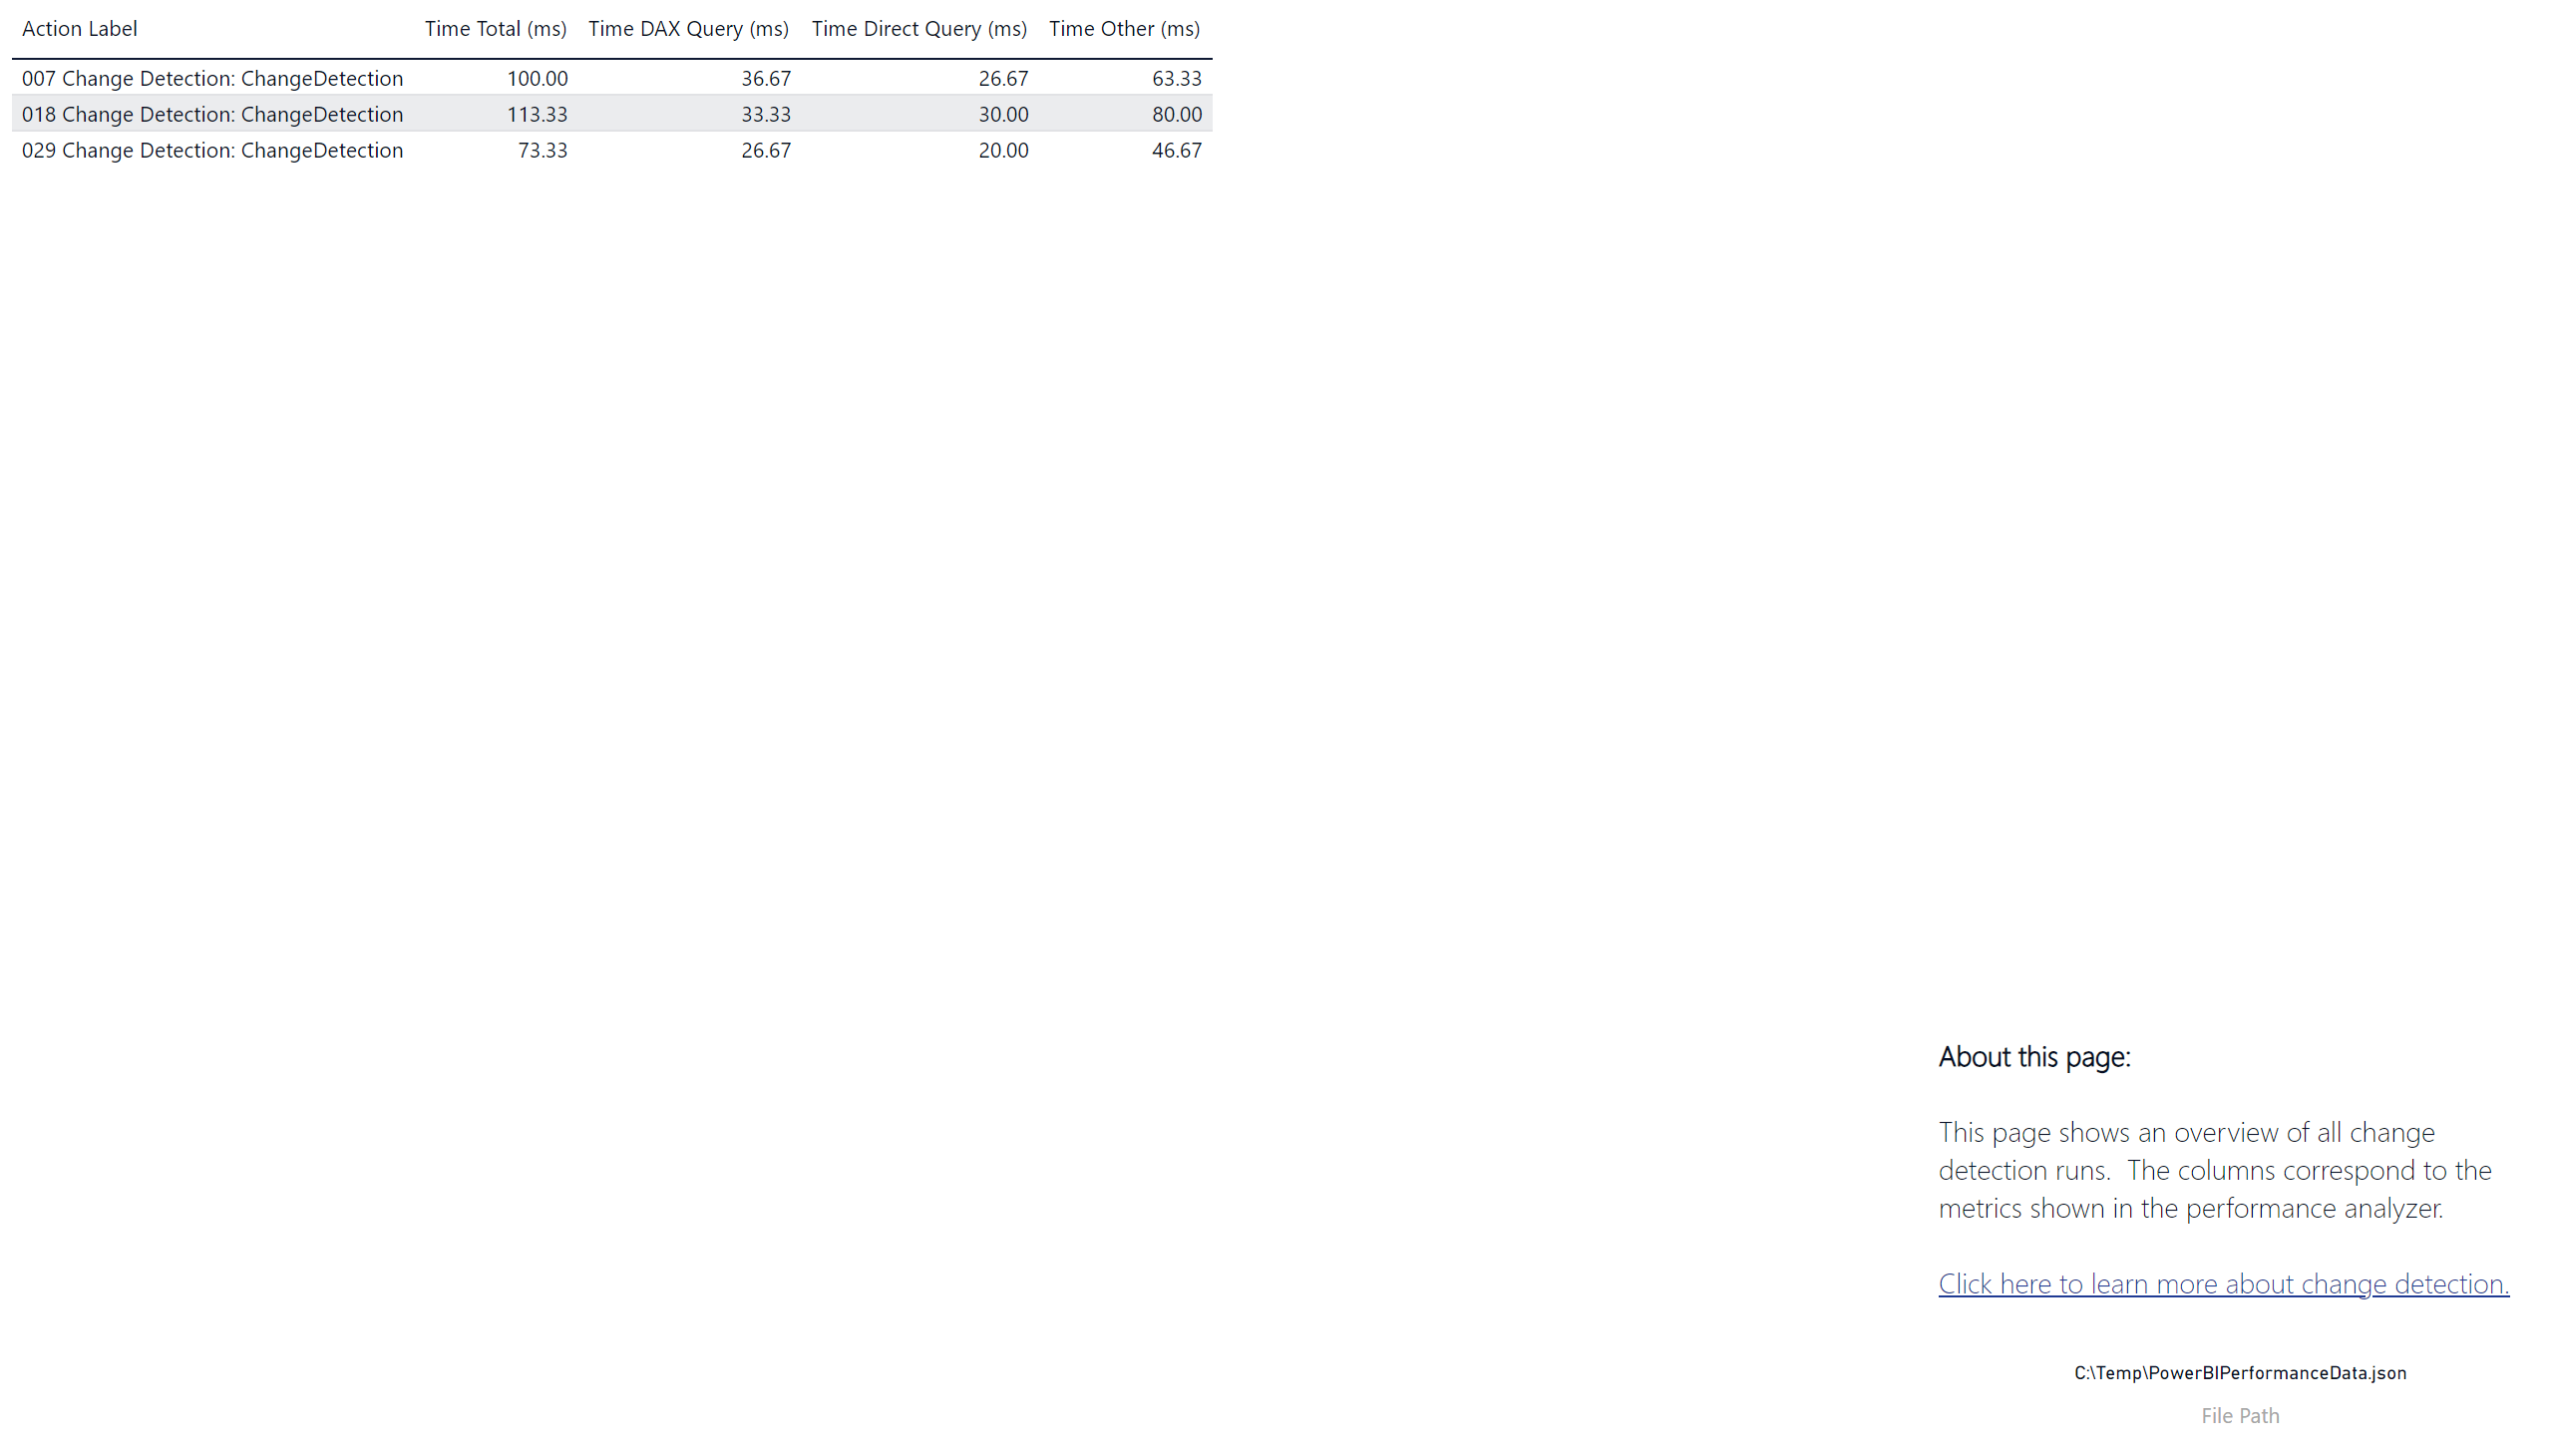 Action Label Time Total (ms) Time DAX Query (ms) Time Direct Query (ms) Time Other (ms)
007 Change Detection: ChangeDetection 100.00 36.67 26.67 63.33
018 Change Detection: ChangeDetection 113.33 33.33 30.00 80.00
029 Change Detection: ChangeDetection 73.33 26.67 20.00 46.67
About this page:
This page shows an overview of all change
detection runs.  The columns correspond to the
metrics shown in the performance analyzer.
Click here to learn more about change detection.
C:\Temp\PowerBIPerformanceData.json
File Path